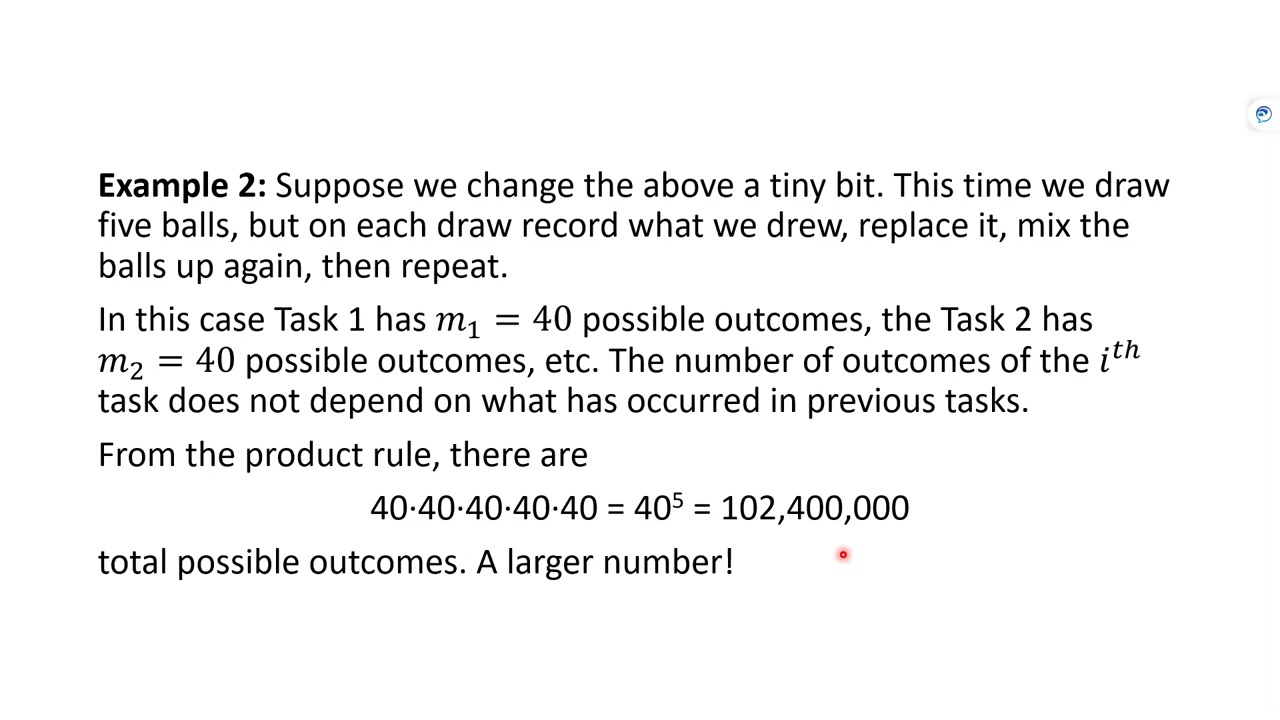 Example 2: Suppose we change the above a tiny bit. This time we draw
five balls, but on each draw record what we drew, replace it, mix the
balls up again, then repeat.
In this case Task 1 has m₁ = 40 possible outcomes, the Task 2 has
m₂ = 40 possible outcomes, etc. The number of outcomes of the iᵗʰ
task does not depend on what has occurred in previous tasks.
From the product rule, there are
40·40·40·40·40 = 40⁵ = 102,400,000
total possible outcomes. A larger number!